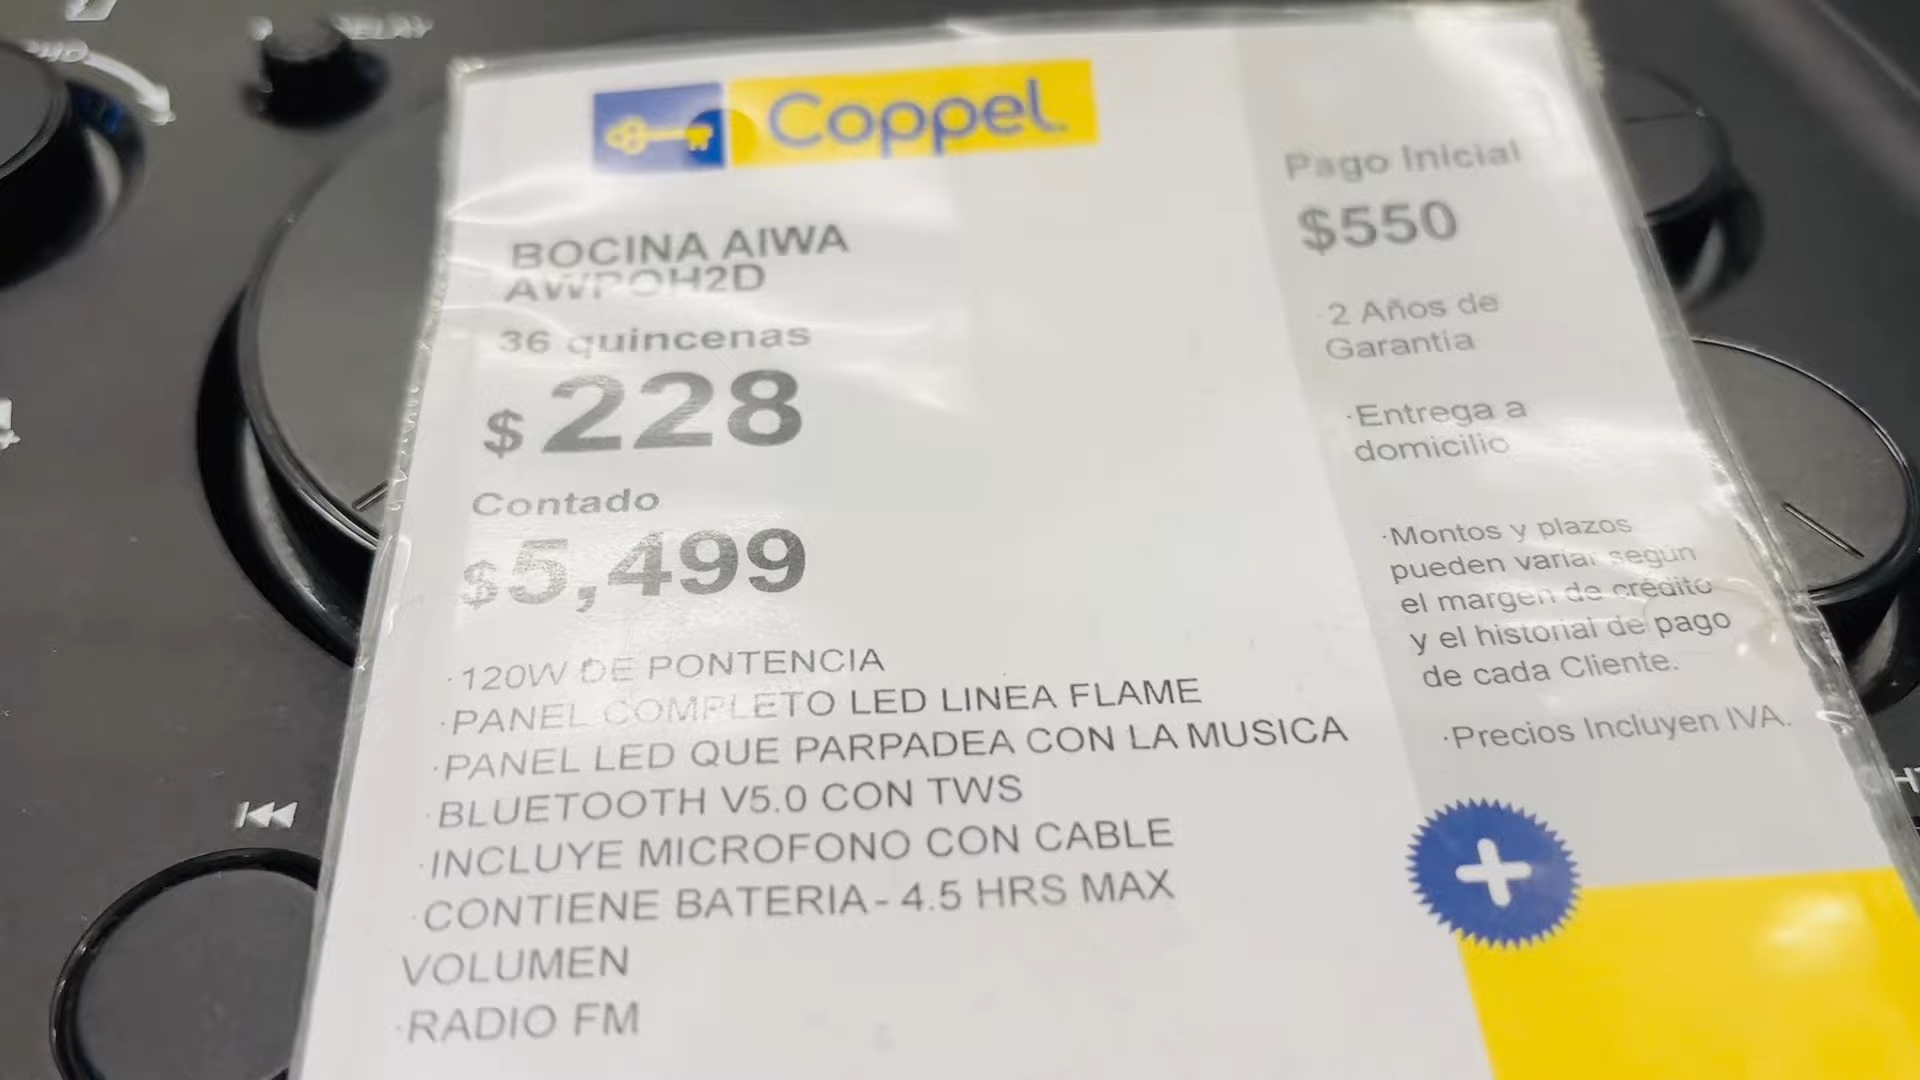 DELAY
Coppel
BOCINA AIWA
AWPOH2D
36 quincenas
$228
Contado
$5,499
·120W DE PONTENCIA
·PANEL COMPLETO LED LINEA FLAME
·PANEL LED QUE PARPADEA CON LA MUSICA
·BLUETOOTH V5.0 CON TWS
·INCLUYE MICROFONO CON CABLE
·CONTIENE BATERIA- 4.5 HRS MAX
VOLUMEN
·RADIO FM
Pago Inicial
$550
·2 Años de
Garantía
·Entrega a
domicilio
·Montos y plazos
pueden variar según
el margen de crédito
y el historial de pago
de cada Cliente.
·Precios Incluyen IVA.